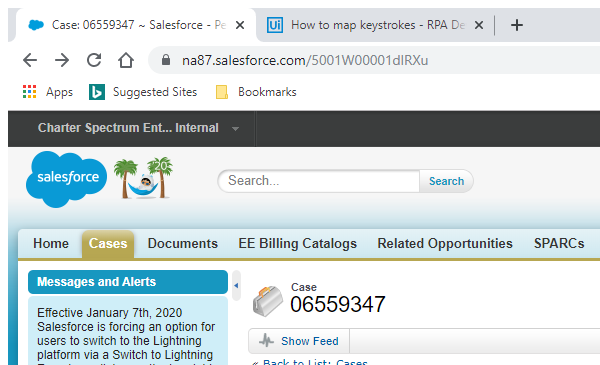 Case: 06559347 ~ Salesforce - Pe
How to map keystrokes - RPA De
na87.salesforce.com/5001W00001dlRXu
Apps Suggested Sites Bookmarks
Charter Spectrum Ent... Internal
salesforce 20
Search... Search
Home Cases Documents EE Billing Catalogs Related Opportunities SPARCs
Messages and Alerts
Effective January 7th, 2020
Salesforce is forcing an option for
users to switch to the Lightning
platform via a Switch to Lightning
Case
06559347
Show Feed
« Back to List: Cases